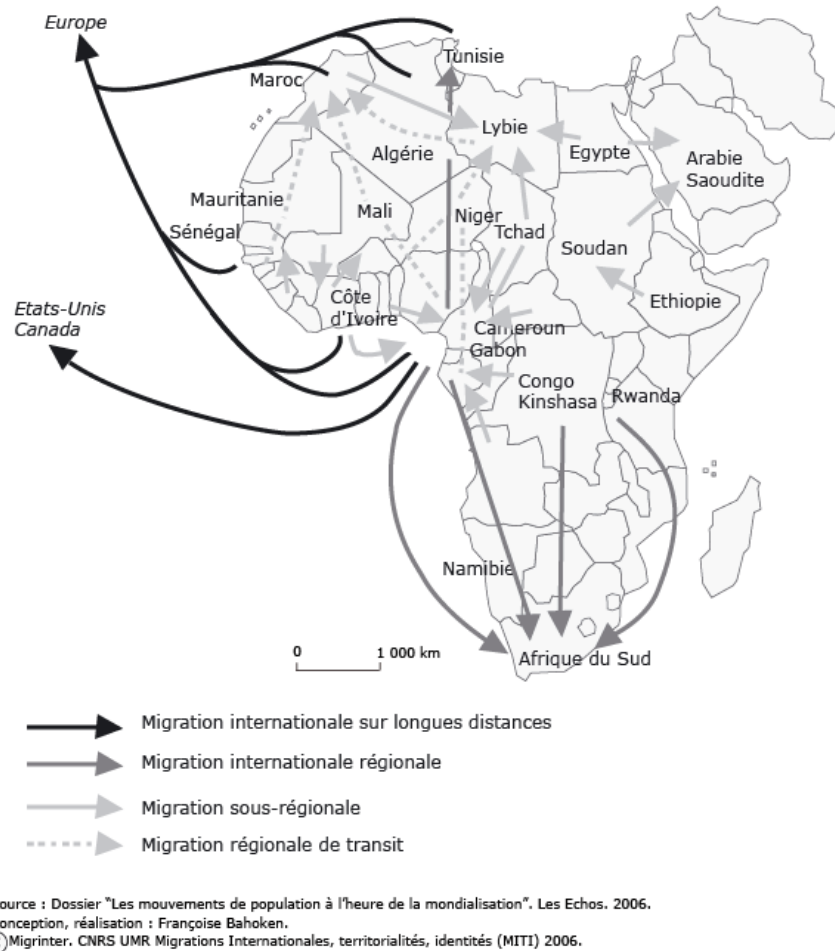 Europe
Tunisie
Maroc
Lybie
Algérie
Egypte
Arabie
Saoudite
Mauritanie
Mali
Niger
Sénégal
Tchad
Soudan
Côte
d'Ivoire
Ethiopie
Etats-Unis
Canada
Cameroun
Gabon
Congo
Kinshasa
Rwanda
Namibie
0 1 000 km
Afrique du Sud
Migration internationale sur longues distances
Migration internationale régionale
Migration sous-régionale
Migration régionale de transit
ource : Dossier "Les mouvements de population à l'heure de la mondialisation". Les Echos. 2006.
onception, réalisation : Françoise Bahoken.
Migrinter. CNRS UMR Migrations Internationales, territorialités, identités (MITI) 2006.